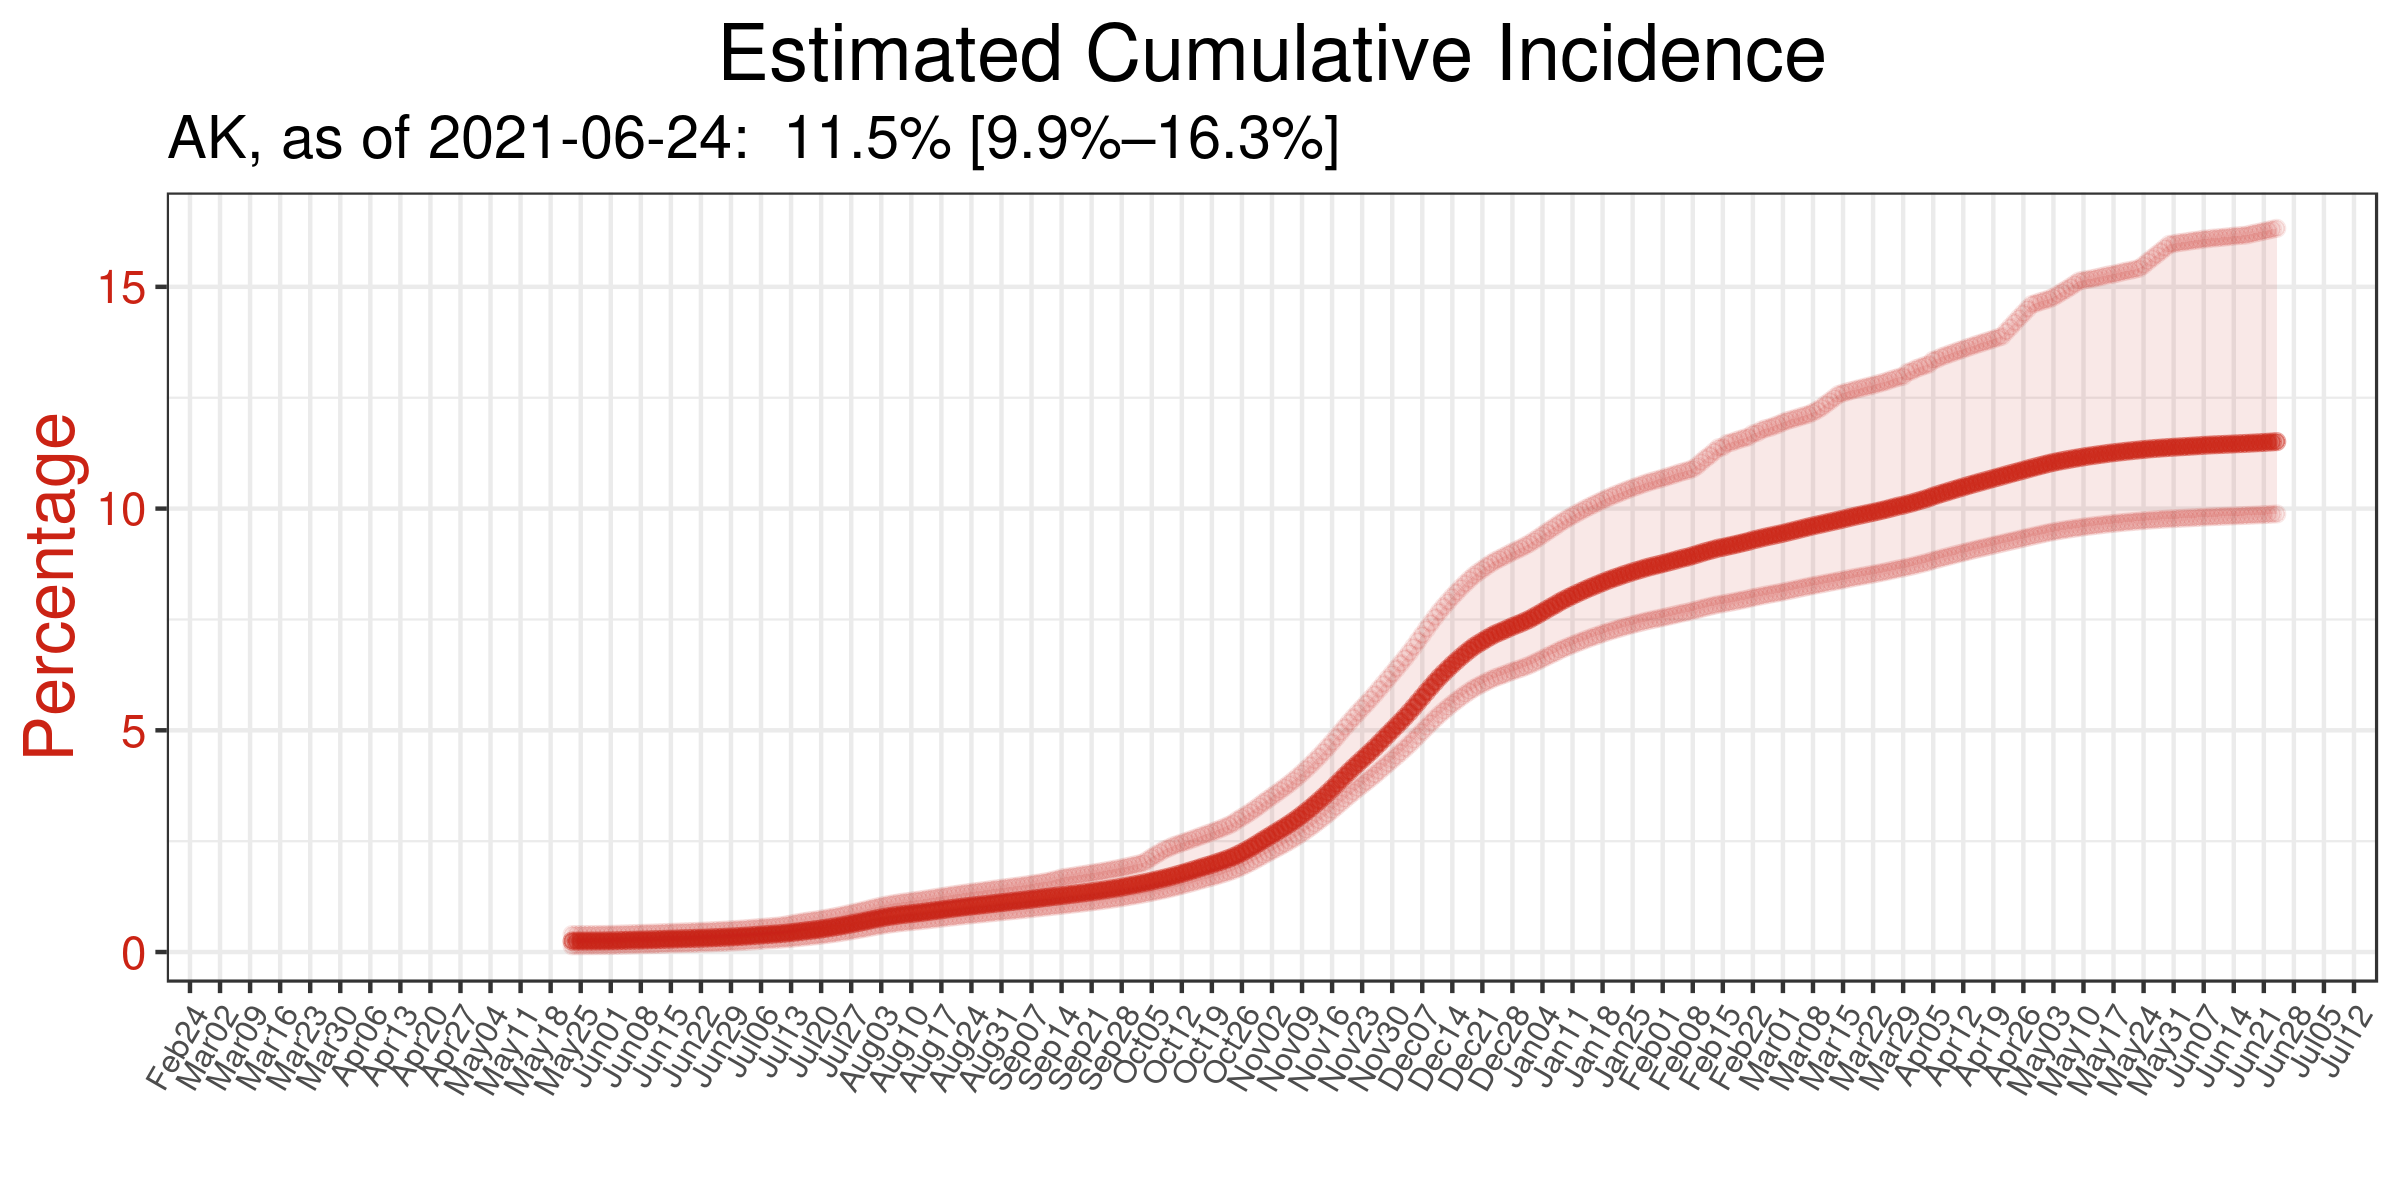 Estimated Cumulative Incidence
AK, as of 2021-06-24:  11.5% [9.9%–16.3%]
Percentage
15
10
5
0
Feb24
Mar02
Mar09
Mar16
Mar23
Mar30
Apr06
Apr13
Apr20
Apr27
May04
May11
May18
May25
Jun01
Jun08
Jun15
Jun22
Jun29
Jul06
Jul13
Jul20
Jul27
Aug03
Aug10
Aug17
Aug24
Aug31
Sep07
Sep14
Sep21
Sep28
Oct05
Oct12
Oct19
Oct26
Nov02
Nov09
Nov16
Nov23
Nov30
Dec07
Dec14
Dec21
Dec28
Jan04
Jan11
Jan18
Jan25
Feb01
Feb08
Feb15
Feb22
Mar01
Mar08
Mar15
Mar22
Mar29
Apr05
Apr12
Apr19
Apr26
May03
May10
May17
May24
May31
Jun07
Jun14
Jun21
Jun28
Jul05
Jul12